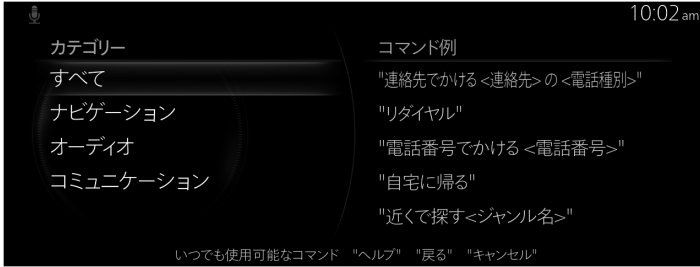 10:02 am
カテゴリー
すべて
ナビゲーション
オーディオ
コミュニケーション
コマンド例
"連絡先でかける<連絡先>の<電話種別>"
"リダイヤル"
"電話番号でかける<電話番号>"
"自宅に帰る"
"近くで探す<ジャンル名>"
いつでも使用可能なコマンド "ヘルプ" "戻る" "キャンセル"